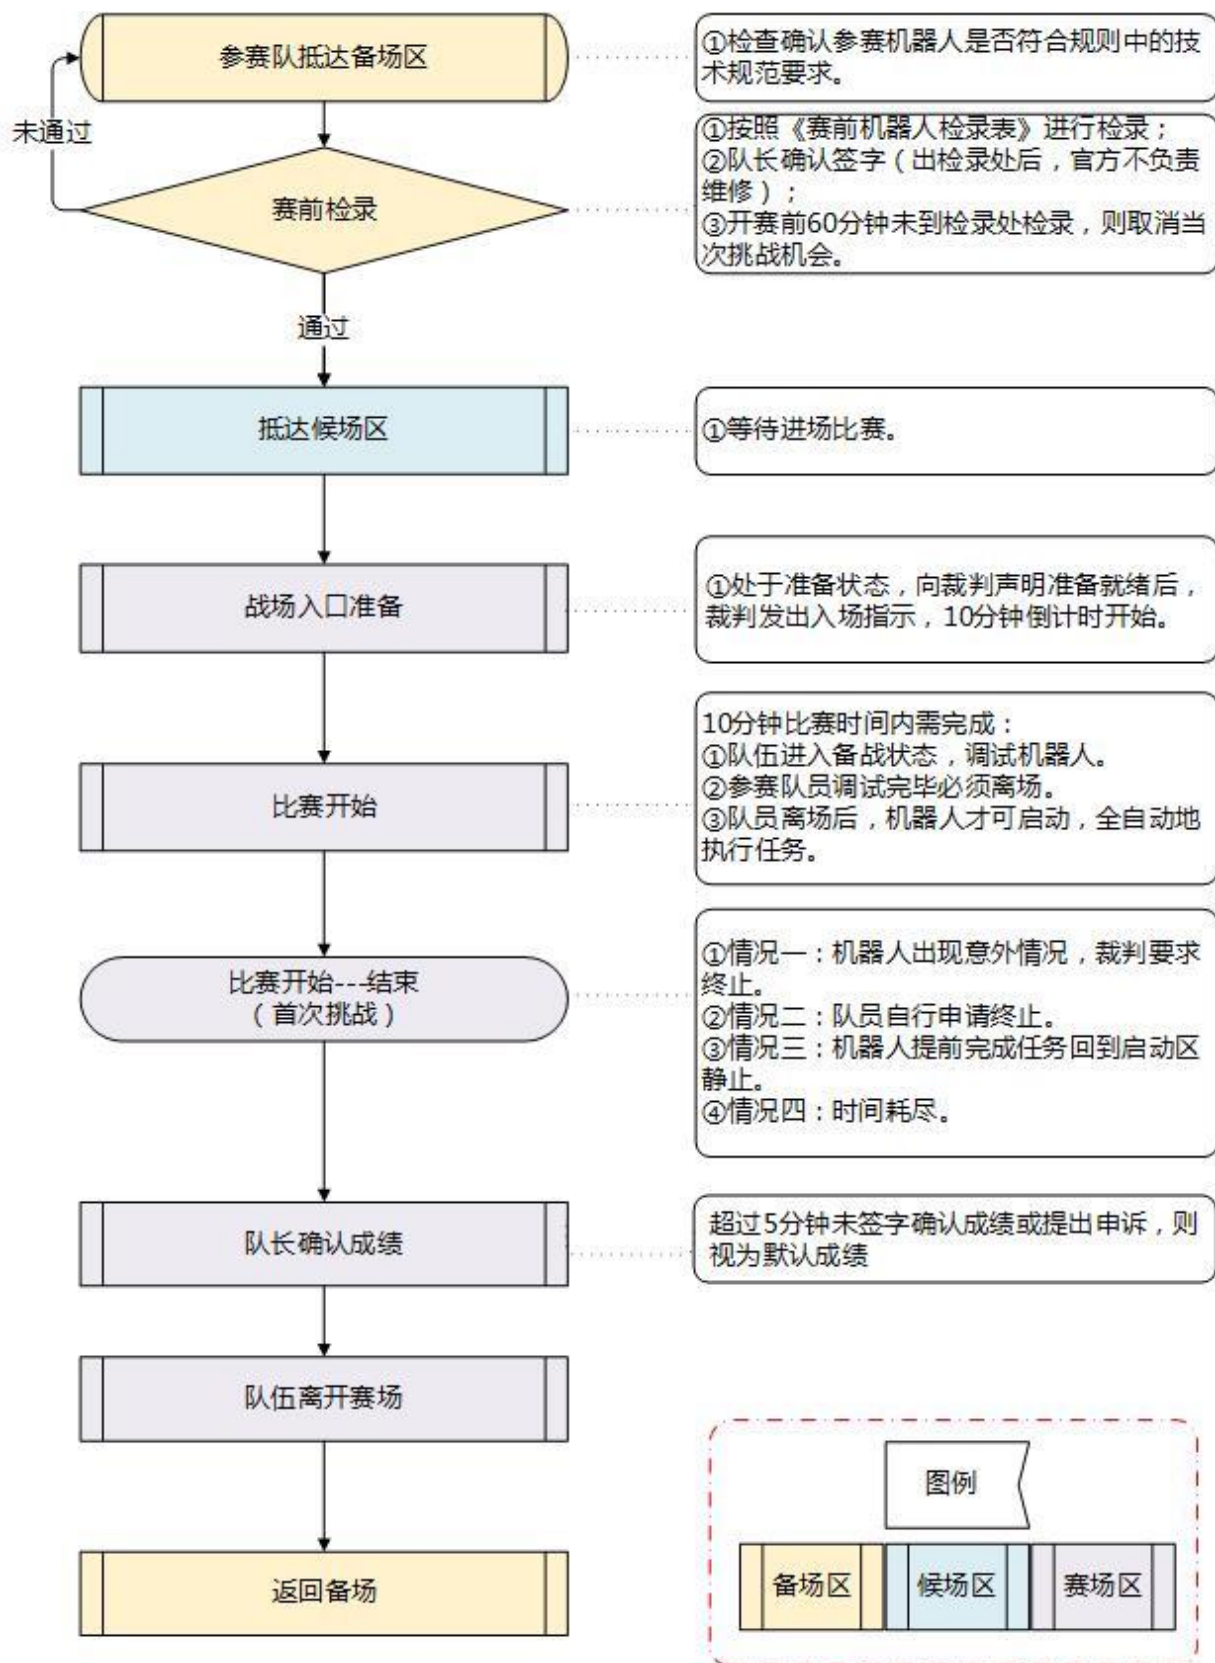 参赛队抵达备场区
①检查确认参赛机器人是否符合规则中的技
术规范要求。
未通过
赛前检录
①按照《赛前机器人检录表》进行检录；
②队长确认签字（出检录处后，官方不负责
维修）；
③开赛前60分钟未到检录处检录，则取消当
次挑战机会。
通过
抵达候场区
①等待进场比赛。
战场入口准备
①处于准备状态，向裁判声明准备就绪后，
裁判发出入场指示，10分钟倒计时开始。
比赛开始
10分钟比赛时间内需完成：
①队伍进入备战状态，调试机器人。
②参赛队员调试完毕必须离场。
③队员离场后，机器人才可启动，全自动地
执行任务。
比赛开始---结束
（首次挑战）
①情况一：机器人出现意外情况，裁判要求
终止。
②情况二：队员自行申请终止。
③情况三：机器人提前完成任务回到启动区
静止。
④情况四：时间耗尽。
队长确认成绩
超过5分钟未签字确认成绩或提出申诉，则
视为默认成绩
队伍离开赛场
返回备场
图例
备场区
候场区
赛场区